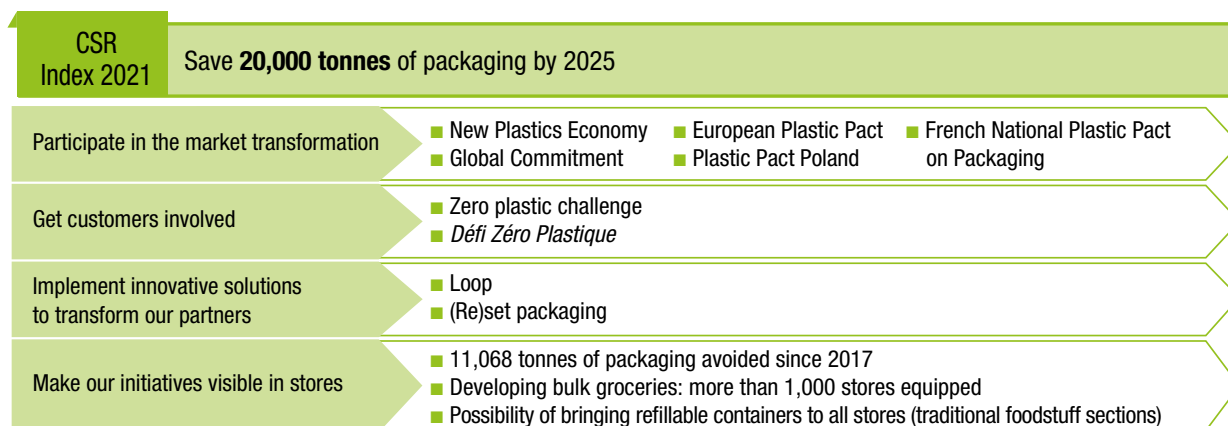 CSR
Index 2021
Save 20,000 tonnes of packaging by 2025
Participate in the market transformation
■ New Plastics Economy
■ Global Commitment
■ European Plastic Pact
■ Plastic Pact Poland
■ French National Plastic Pact
on Packaging
Get customers involved
■ Zero plastic challenge
■ Défi Zéro Plastique
Implement innovative solutions
to transform our partners
■ Loop
■ (Re)set packaging
Make our initiatives visible in stores
■ 11,068 tonnes of packaging avoided since 2017
■ Developing bulk groceries: more than 1,000 stores equipped
■ Possibility of bringing refillable containers to all stores (traditional foodstuff sections)